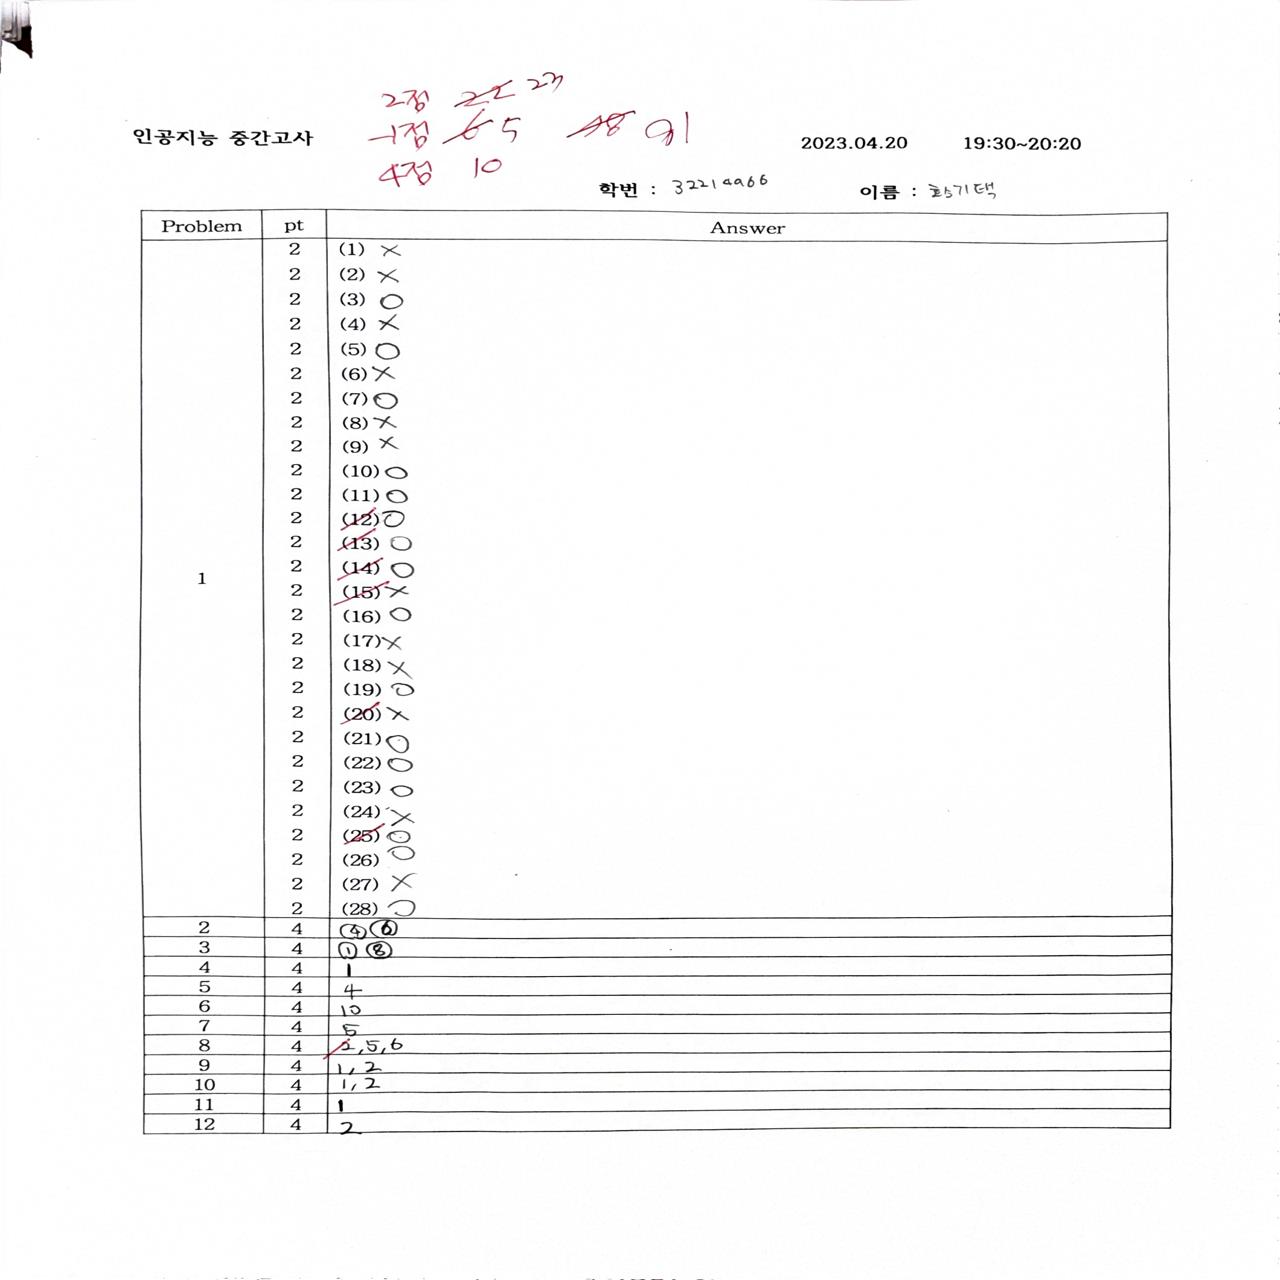 2점 22 23
인공지능 중간고사 -1점 6 5 48 91 2023.04.20 19:30~20:20
4점 10
학번 : 32214966 이름 : 황기택
Problem pt Answer
2 (1) ×
2 (2) ×
2 (3) ○
2 (4) ×
2 (5) ○
2 (6) ×
2 (7) ○
2 (8) ×
2 (9) ×
2 (10) ○
2 (11) ○
2 (12) ○
2 (13) ○
2 (14) ○
1
2 (15) ×
2 (16) ○
2 (17) ×
2 (18) ×
2 (19) ○
2 (20) ×
2 (21) ○
2 (22) ○
2 (23) ○
2 (24) ×
2 (25) ○
2 (26) ○
2 (27) ×
2 (28) ○
2 4 ④ ⑥
3 4 ① ⑧
4 4 1
5 4 4
6 4 10
7 4 5
8 4 2,5,6
9 4 1,2
10 4 1,2
11 4 1
12 4 2